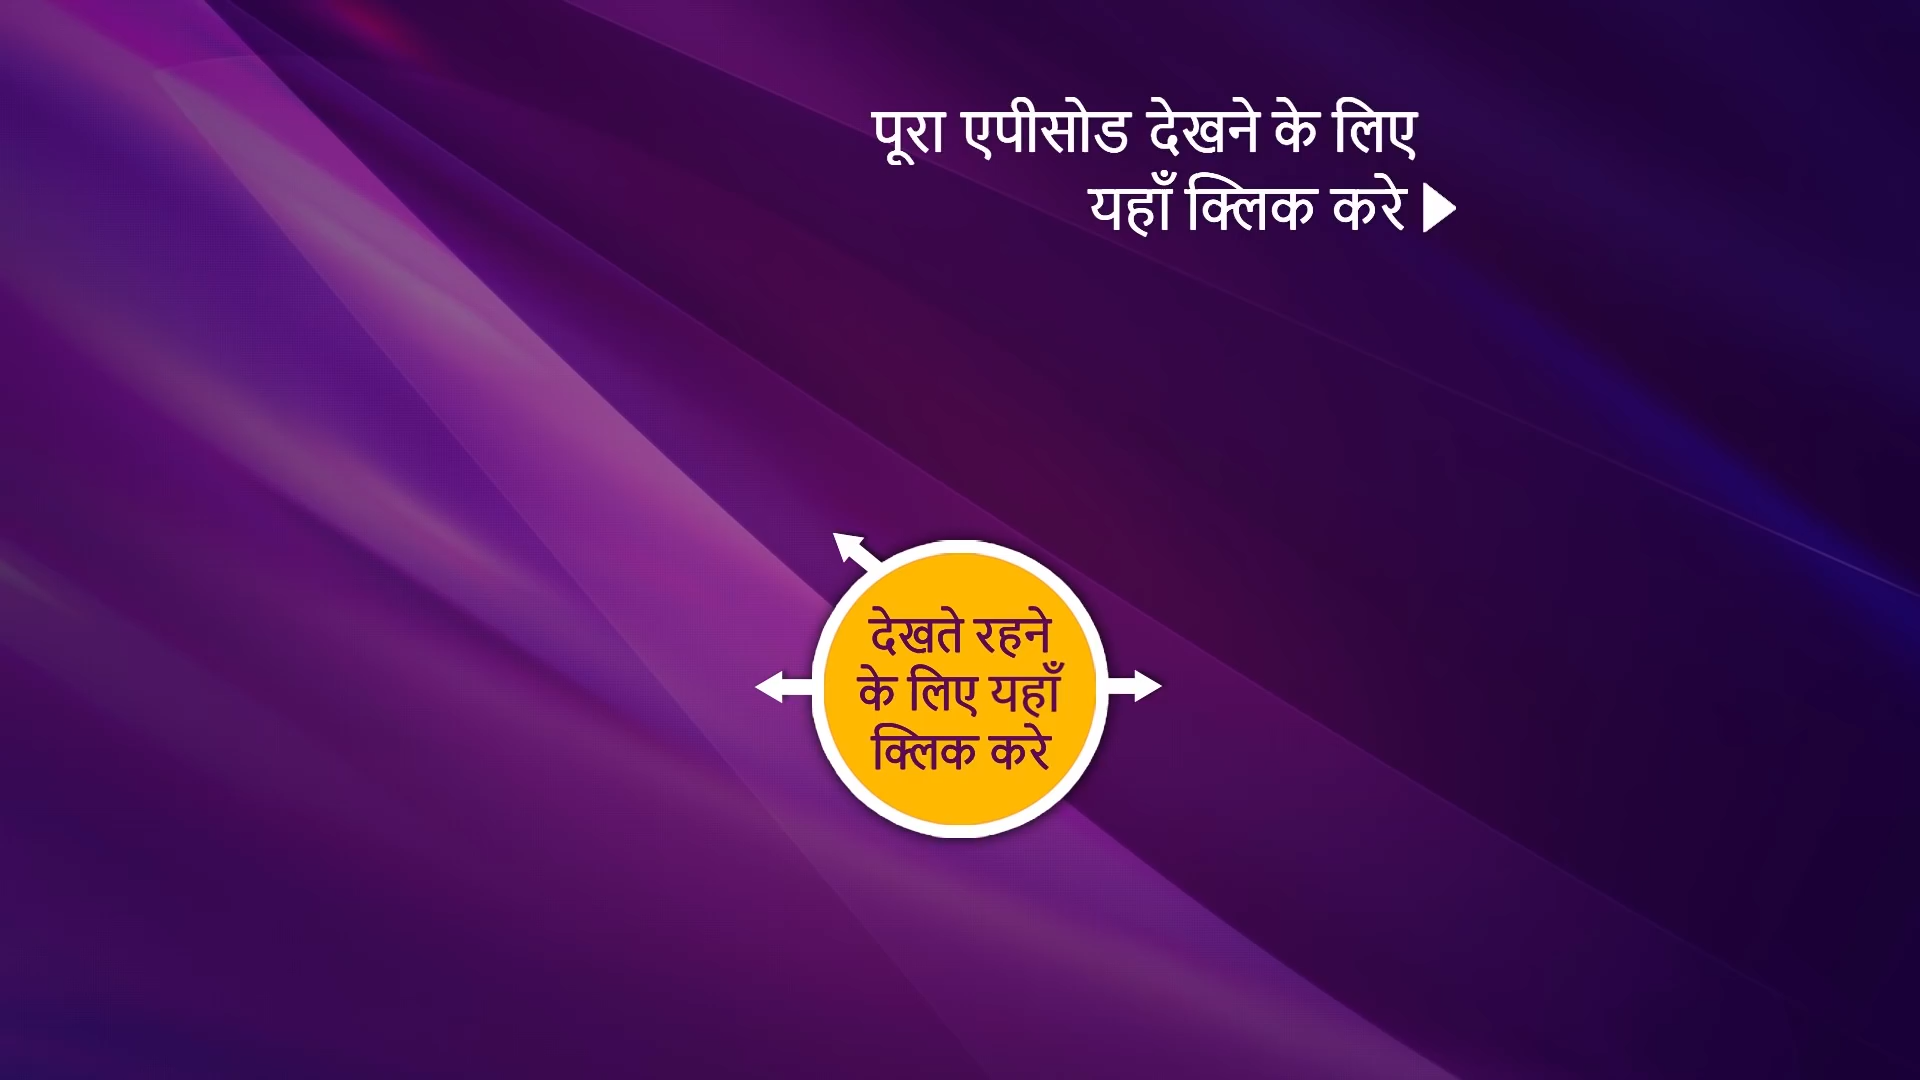 पूरा एपीसोड देखने के लिए
यहाँ क्लिक करे
देखते रहने
के लिए यहाँ
क्लिक करे